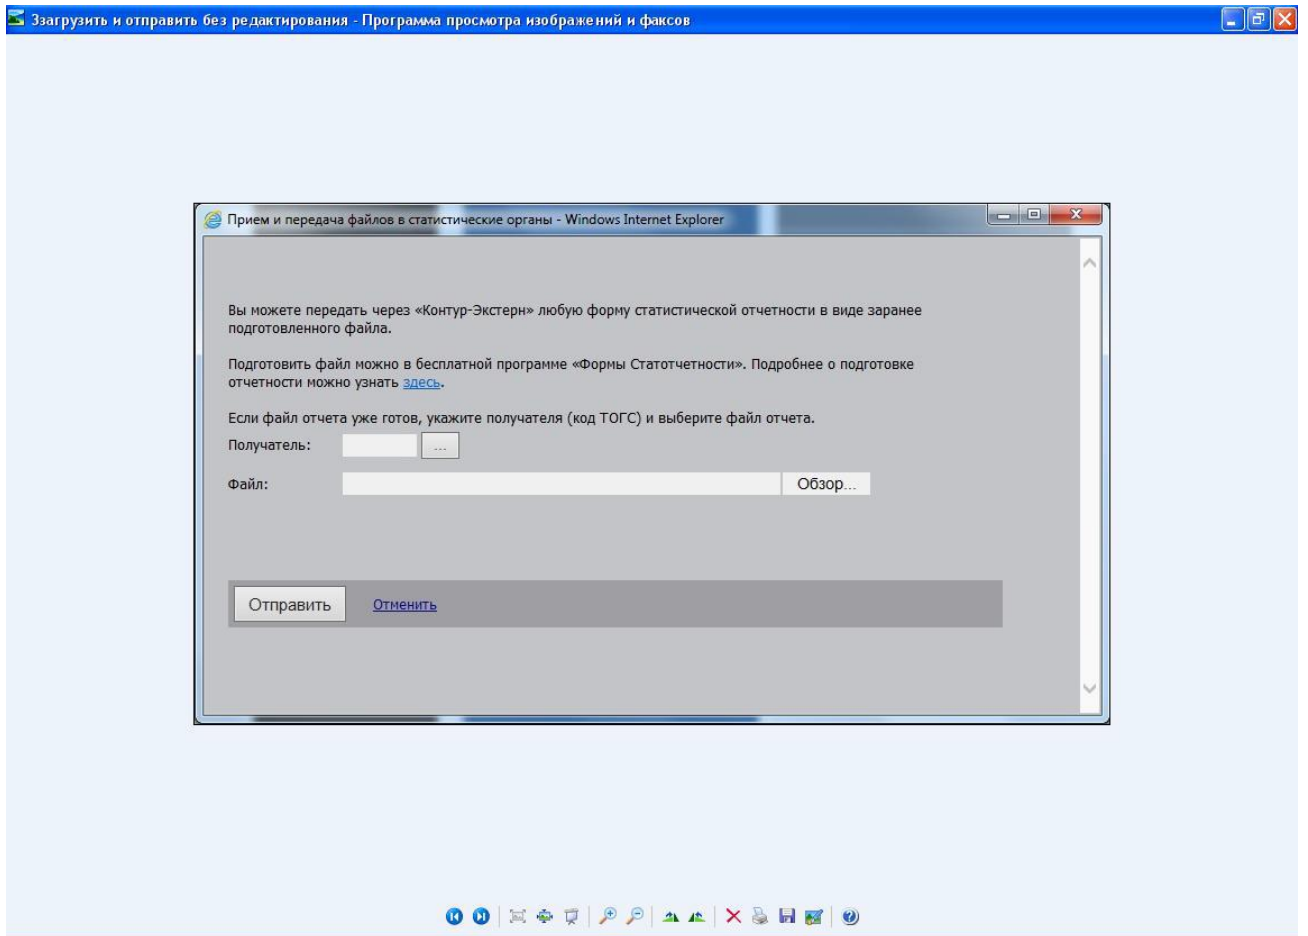 Ззагрузить и отправить без редактирования - Программа просмотра изображений и факсов
Прием и передача файлов в статистические органы - Windows Internet Explorer
Вы можете передать через «Контур-Экстерн» любую форму статистической отчетности в виде заранее
подготовленного файла.
Подготовить файл можно в бесплатной программе «Формы Статотчетности». Подробнее о подготовке
отчетности можно узнать здесь.
Если файл отчета уже готов, укажите получателя (код ТОГС) и выберите файл отчета.
Получатель: ...
Файл: Обзор...
Отправить Отменить